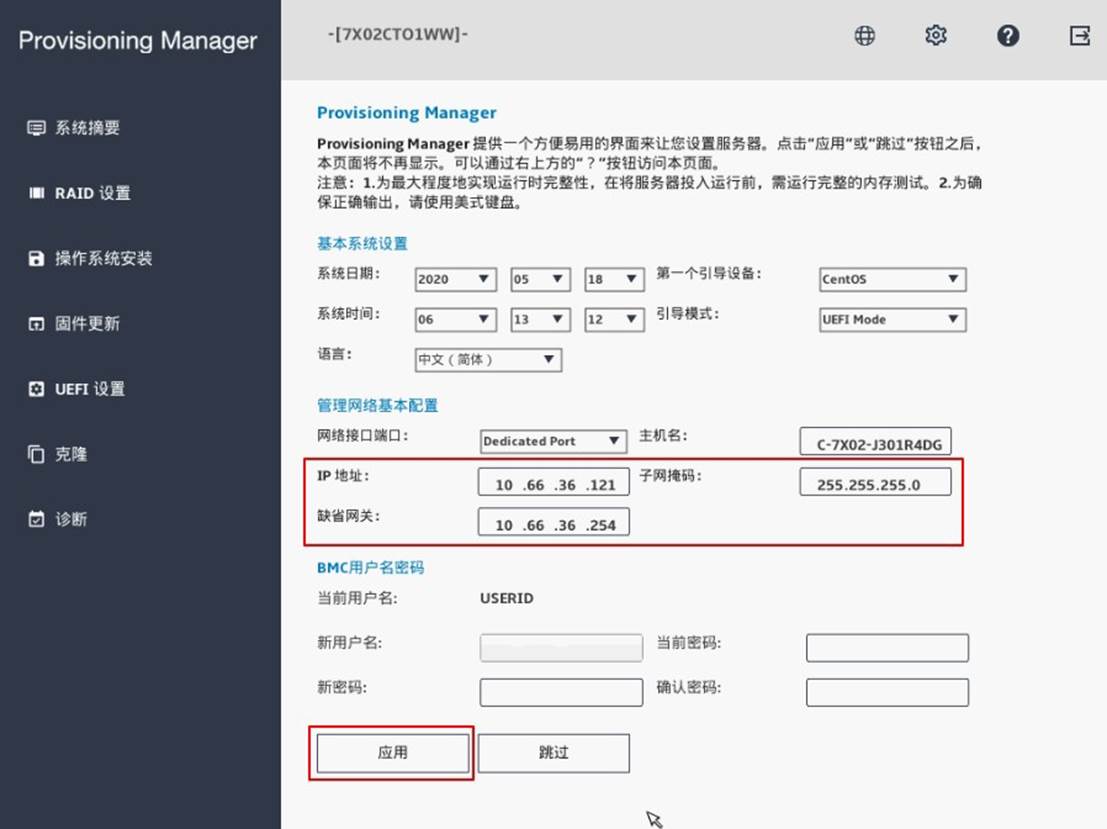 Provisioning Manager
-[7X02CTO1WW]-
系统摘要
RAID 设置
操作系统安装
固件更新
UEFI 设置
克隆
诊断
Provisioning Manager
Provisioning Manager 提供一个方便易用的界面来让您设置服务器。点击“应用”或“跳过”按钮之后，
本页面将不再显示。可以通过右上方的“？”按钮访问本页面。
注意：1.为最大程度地实现运行时完整性，在将服务器投入运行前，需运行完整的内存测试。2.为确
保正确输出，请使用美式键盘。
基本系统设置
系统日期: 2020 05 18 第一个引导设备: CentOS
系统时间: 06 13 12 引导模式: UEFI Mode
语言: 中文（简体）
管理网络基本配置
网络接口端口: Dedicated Port 主机名: C-7X02-J301R4DG
IP 地址: 10 .66 .36 .121 子网掩码: 255.255.255.0
缺省网关: 10 .66 .36 .254
BMC用户名密码
当前用户名: USERID
新用户名: 当前密码:
新密码: 确认密码:
应用 跳过